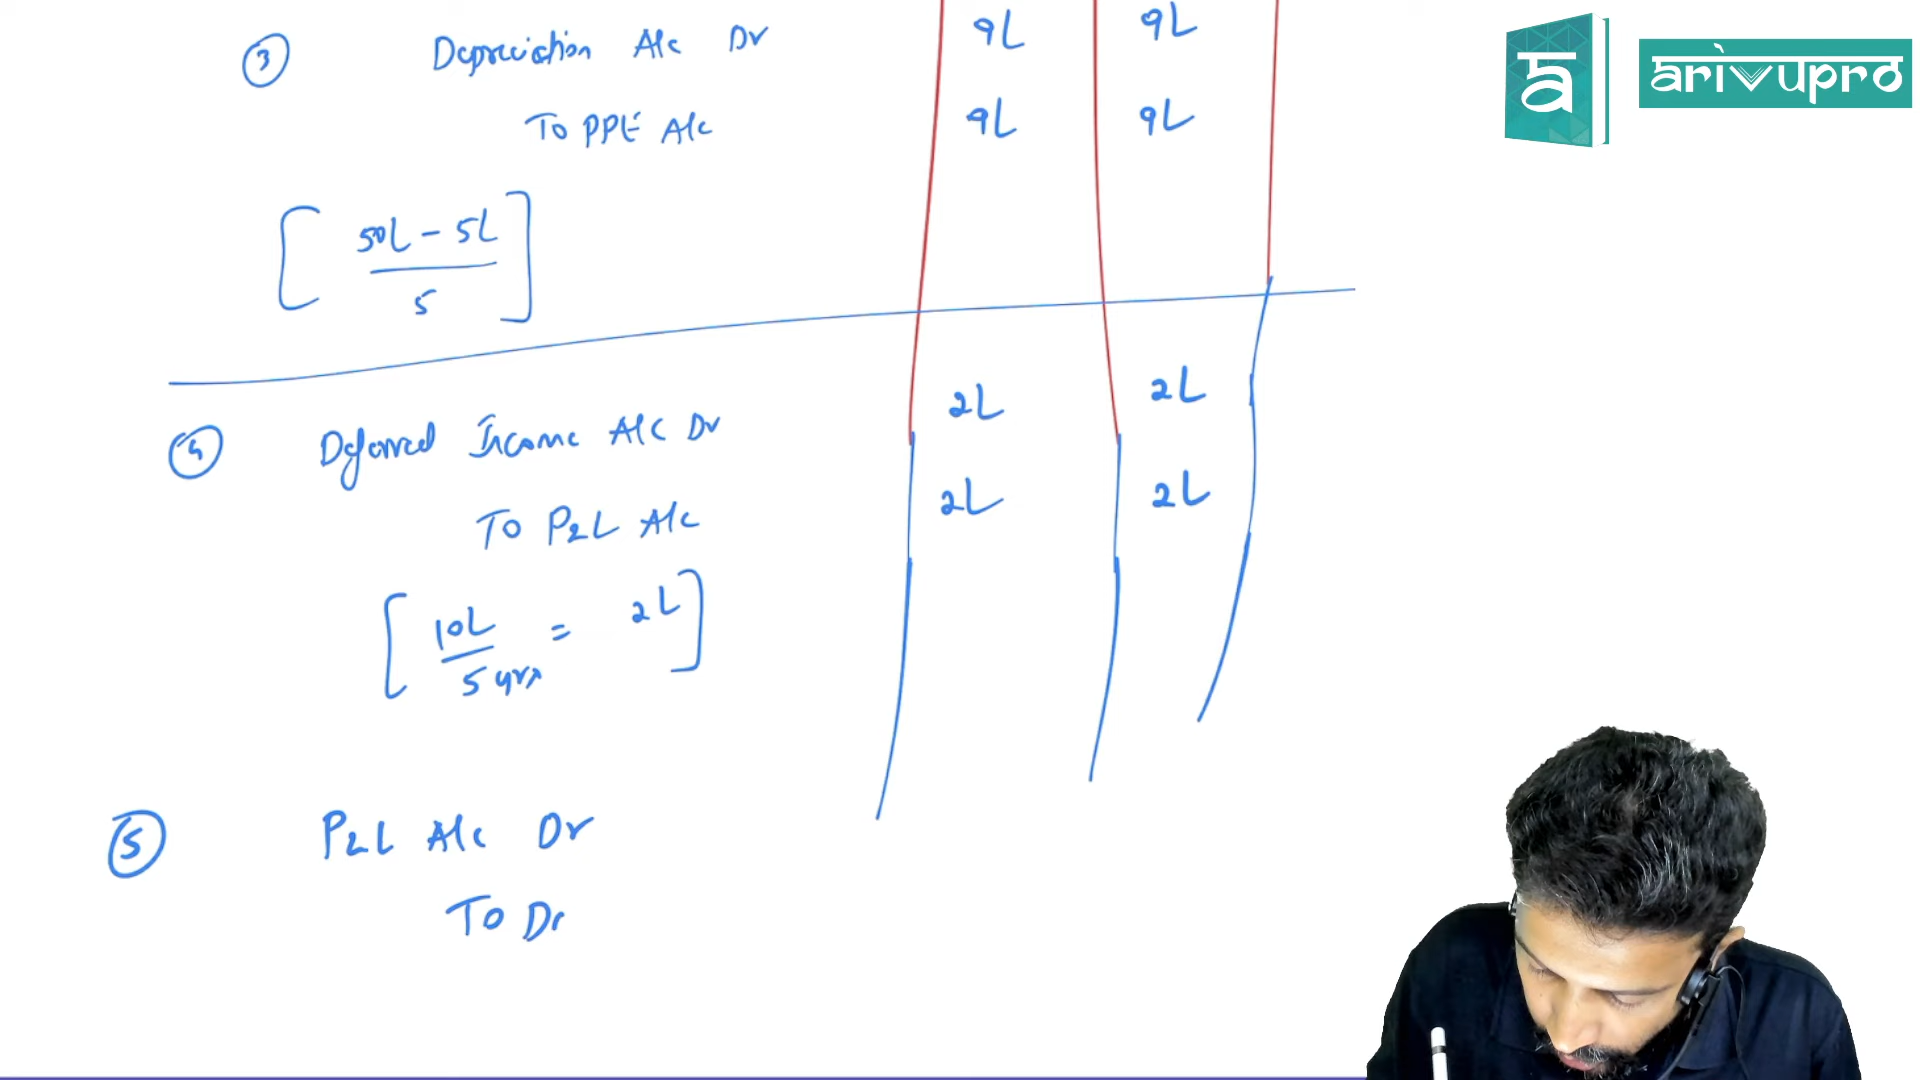 3 Depreciation A/c Dr 9L 9L
To PPE A/c 9L 9L
[ 50L - 5L / 5 ]
4 Deferred Income A/c Dr 2L 2L
To P&L A/c 2L 2L
[ 10L / 5 yrs = 2L ]
5 P&L A/c Dr
To De
ā arivupro